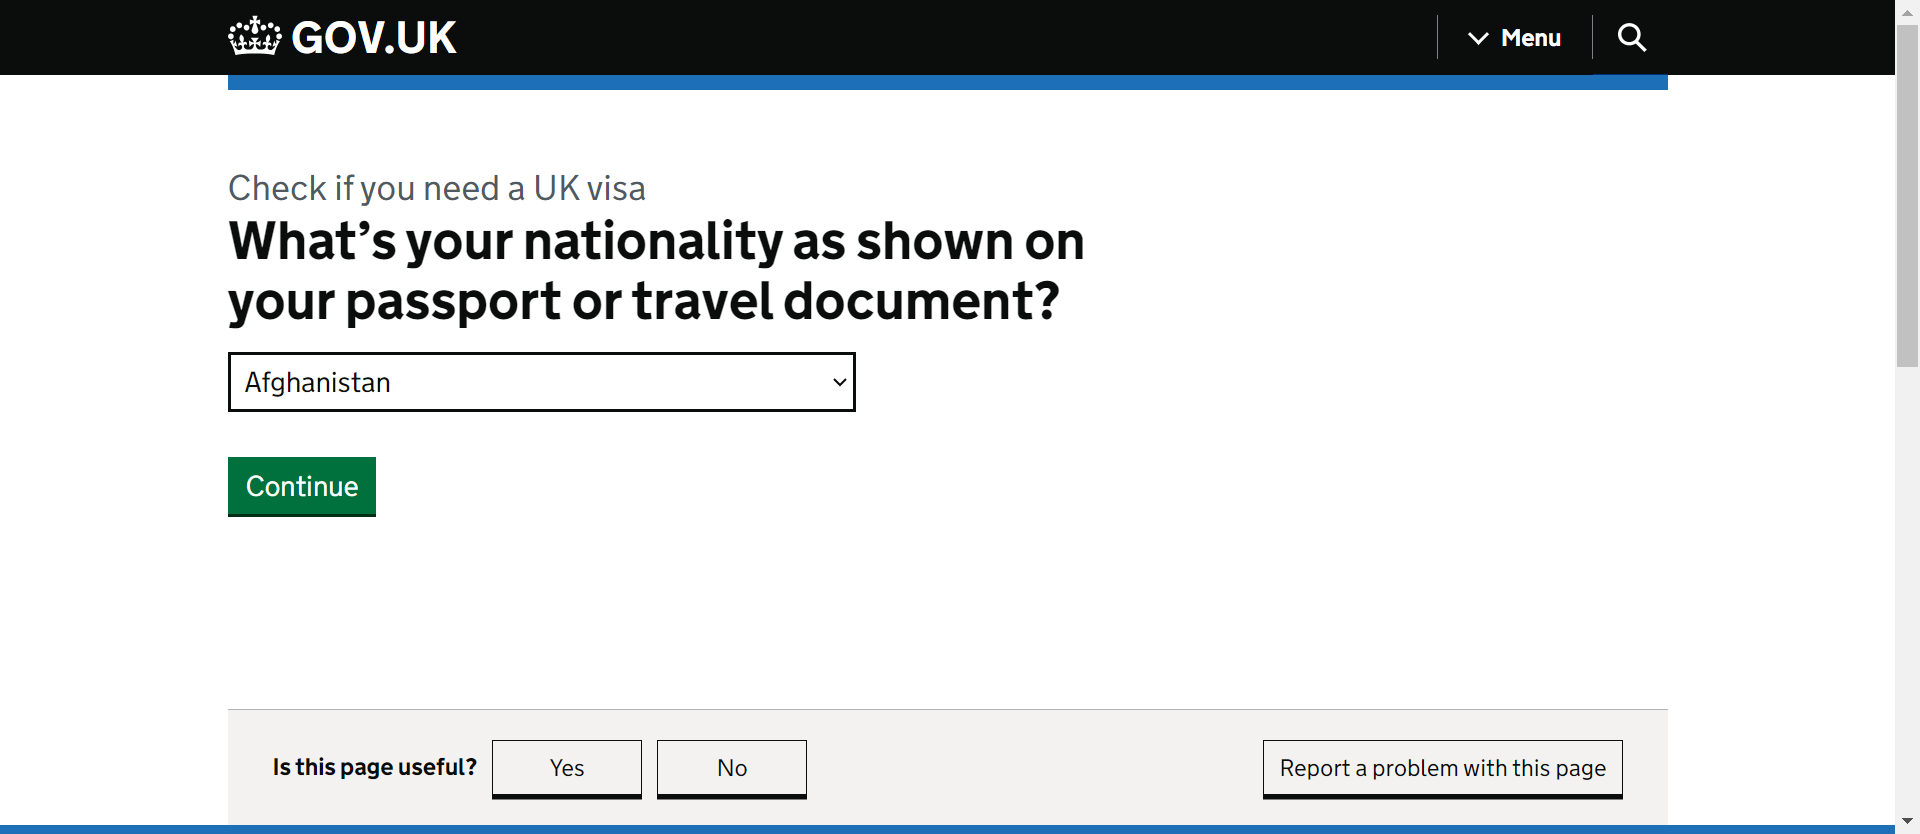 GOV.UK
Menu
Check if you need a UK visa
What’s your nationality as shown on
your passport or travel document?
Afghanistan
Continue
Is this page useful?
Yes
No
Report a problem with this page